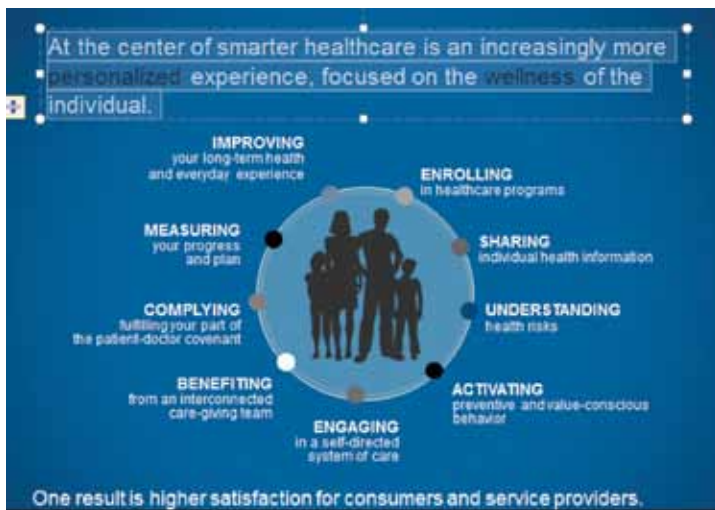 At the center of smarter healthcare is an increasingly more
personalized experience, focused on the wellness of the
individual.
IMPROVING
your long-term health
and everyday experience
ENROLLING
in healthcare programs
MEASURING
your progress
and plan
SHARING
individual health information
COMPLYING
fulfilling your part of
the patient-doctor covenant
UNDERSTANDING
health risks
BENEFITING
from an interconnected
care-giving team
ACTIVATING
preventive and value-conscious
behavior
ENGAGING
in a self-directed
system of care
One result is higher satisfaction for consumers and service providers.